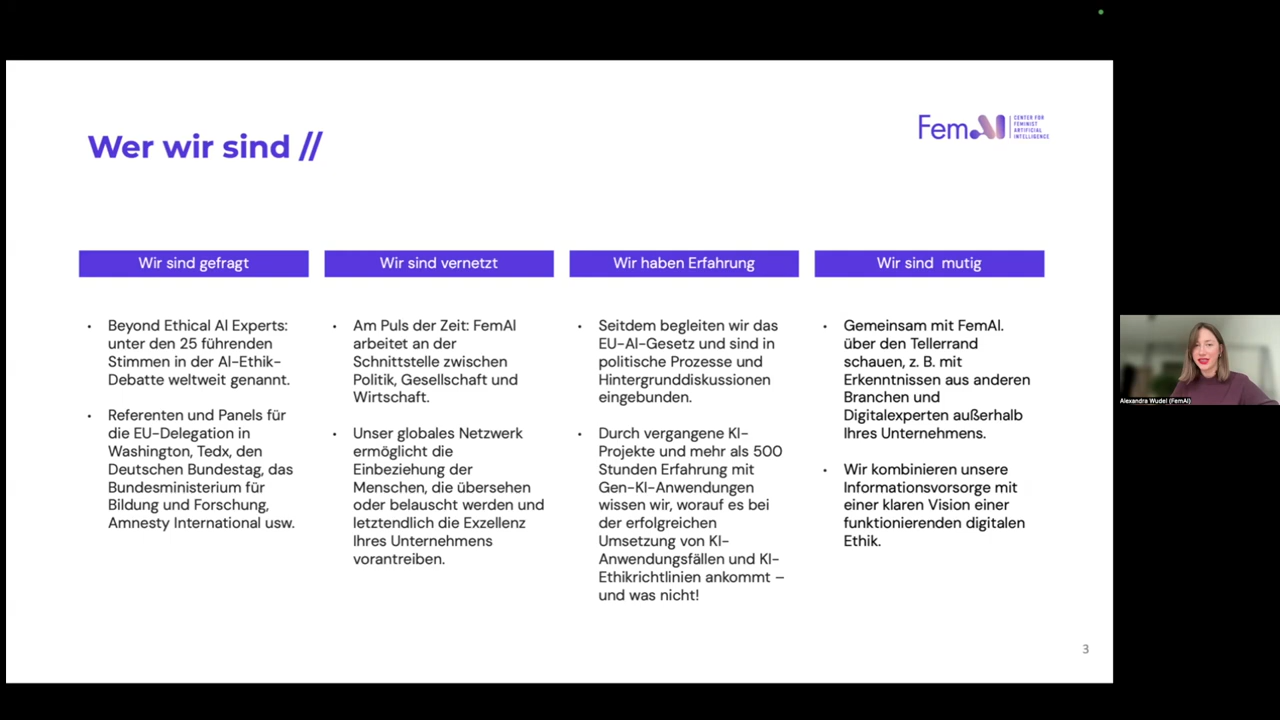 Wer wir sind //
Fem.AI
CENTER FOR
FEMINIST
ARTIFICIAL
INTELLIGENCE
Wir sind gefragt
Beyond Ethical AI Experts:
unter den 25 führenden
Stimmen in der AI-Ethik-
Debatte weltweit genannt.
Referenten und Panels für
die EU-Delegation in
Washington, Tedx, den
Deutschen Bundestag, das
Bundesministerium für
Bildung und Forschung,
Amnesty International usw.
Wir sind vernetzt
Am Puls der Zeit: FemAI
arbeitet an der
Schnittstelle zwischen
Politik, Gesellschaft und
Wirtschaft.
Unser globales Netzwerk
ermöglicht die
Einbeziehung der
Menschen, die übersehen
oder belauscht werden und
letztendlich die Exzellenz
Ihres Unternehmens
vorantreiben.
Wir haben Erfahrung
Seitdem begleiten wir das
EU-AI-Gesetz und sind in
politische Prozesse und
Hintergrunddiskussionen
eingebunden.
Durch vergangene KI-
Projekte und mehr als 500
Stunden Erfahrung mit
Gen-KI-Anwendungen
wissen wir, worauf es bei
der erfolgreichen
Umsetzung von KI-
Anwendungsfällen und KI-
Ethikrichtlinien ankommt –
und was nicht!
Wir sind  mutig
Gemeinsam mit FemAI.
über den Tellerrand
schauen, z. B. mit
Erkenntnissen aus anderen
Branchen und
Digitalexperten außerhalb
Ihres Unternehmens.
Wir kombinieren unsere
Informationsvorsorge mit
einer klaren Vision einer
funktionierenden digitalen
Ethik.
3
Alexandra Wudel (FemAI)